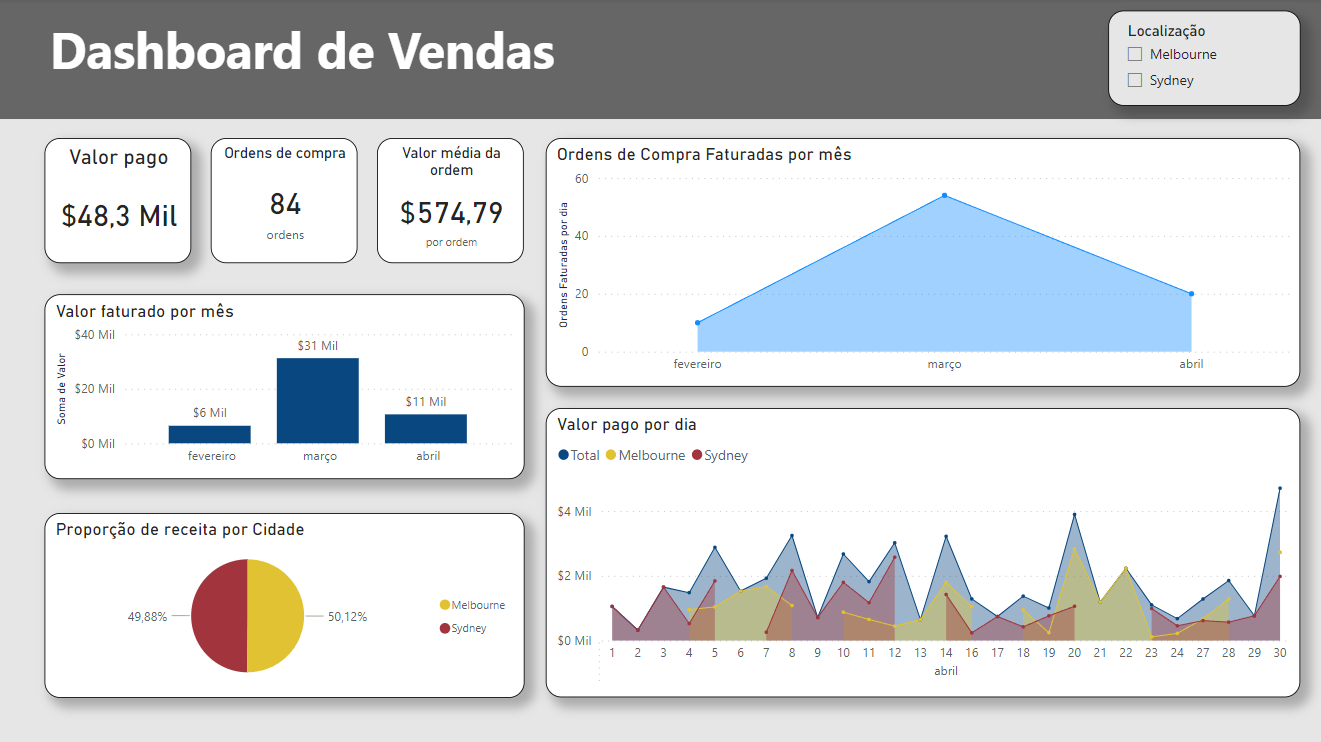 Dashboard de Vendas
Localização
Melbourne
Sydney
Valor pago
$48,3 Mil
Ordens de compra
84
ordens
Valor média da
ordem
$574,79
por ordem
Ordens de Compra Faturadas por mês
Ordens Faturadas por dia
60
40
20
0
fevereiro março abril
Valor faturado por mês
Soma de Valor
$40 Mil
$20 Mil
$0 Mil
$6 Mil
$31 Mil
$11 Mil
fevereiro março abril
Valor pago por dia
Total Melbourne Sydney
$4 Mil
$2 Mil
$0 Mil
1 2 3 4 5 6 7 8 9 10 11 12 13 14 16 17 18 19 20 21 22 23 24 27 28 29 30
abril
Proporção de receita por Cidade
49,88%
50,12%
Melbourne
Sydney